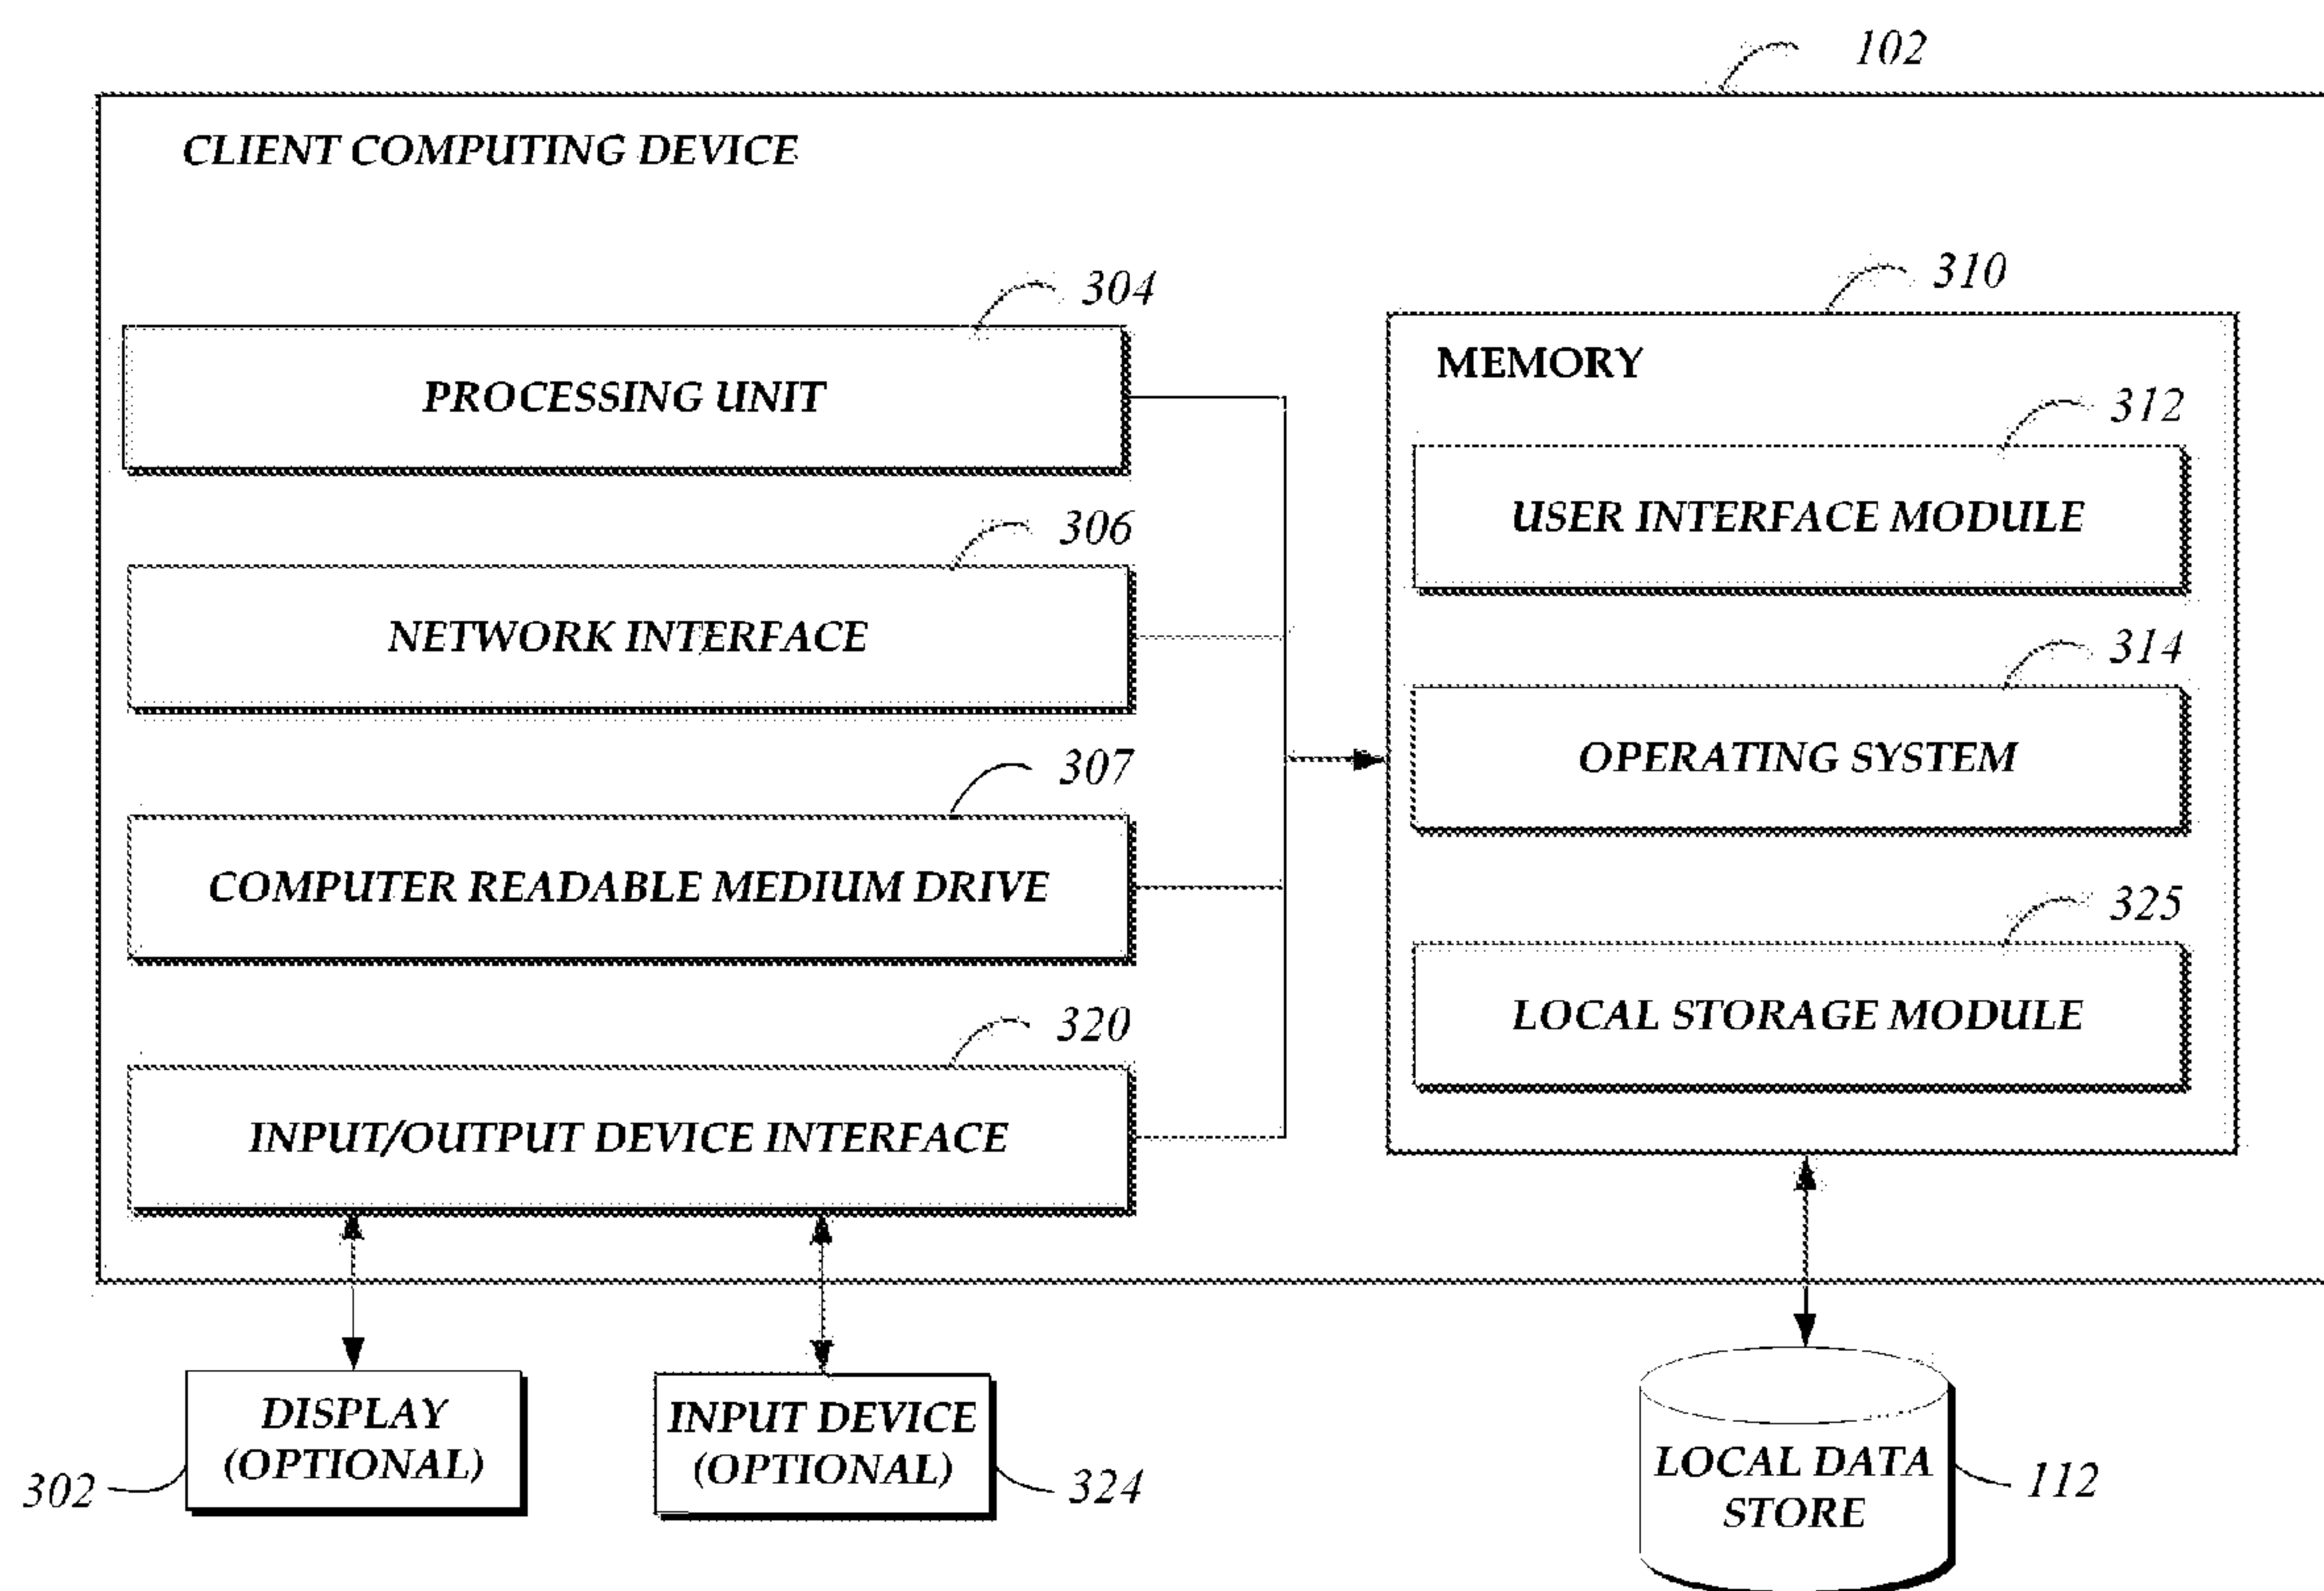 102
CLIENT COMPUTING DEVICE
304
PROCESSING UNIT
306
NETWORK INTERFACE
307
COMPUTER READABLE MEDIUM DRIVE
320
INPUT/OUTPUT DEVICE INTERFACE
310
MEMORY
312
USER INTERFACE MODULE
314
OPERATING SYSTEM
325
LOCAL STORAGE MODULE
302
DISPLAY
(OPTIONAL)
INPUT DEVICE
(OPTIONAL)
324
LOCAL DATA
STORE
112